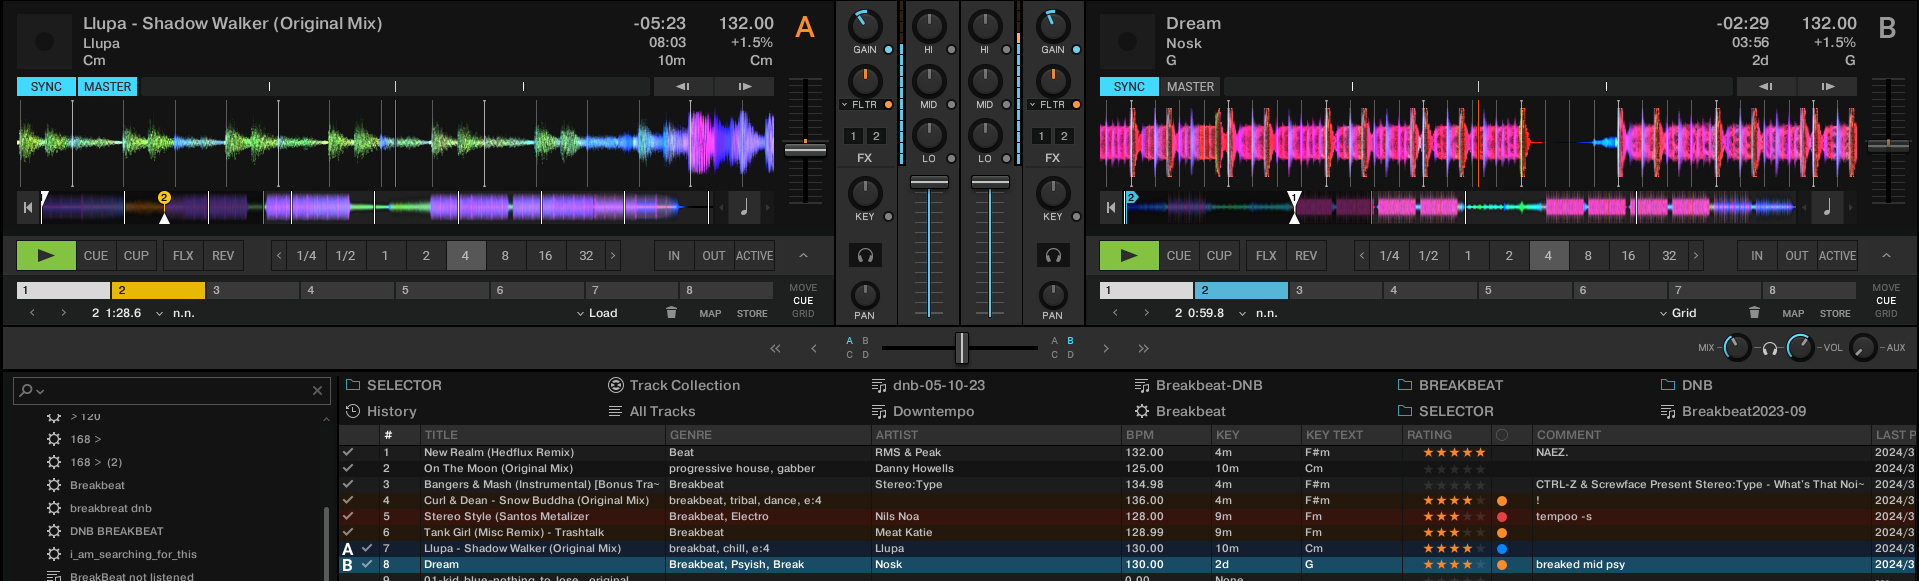 Llupa - Shadow Walker (Original Mix) -05:23 132.00 A
Llupa 08:03 +1.5%
Cm 10m Cm
SYNC MASTER
2
CUE CUP FLX REV < 1/4 1/2 1 2 4 8 16 32 > IN OUT ACTIVE
1 2 3 4 5 6 7 8 MOVE
CUE
GRID
< > 2 1:28.6 n.n. Load MAP STORE
GAIN HI HI GAIN
FLTR MID MID FLTR
1 2 1 2
FX LO LO FX
KEY KEY
PAN PAN
Dream -02:29 132.00 B
Nosk 03:56 +1.5%
G 2d G
SYNC MASTER
2 1
CUE CUP FLX REV < 1/4 1/2 1 2 4 8 16 32 > IN OUT ACTIVE
1 2 3 4 5 6 7 8 MOVE
CUE
GRID
< > 2 0:59.8 n.n. Grid MAP STORE
A B A B
C D C D
MIX VOL AUX
> 120
168 >
168 > (2)
Breakbeat
breakbreat dnb
DNB BREAKBEAT
i_am_searching_for_this
BreakBeat not listened
SELECTOR Track Collection dnb-05-10-23 Breakbeat-DNB BREAKBEAT DNB
History All Tracks Downtempo Breakbeat SELECTOR Breakbeat2023-09
# TITLE GENRE ARTIST BPM KEY KEY TEXT RATING COMMENT LAST P
1 New Realm (Hedflux Remix) Beat RMS & Peak 132.00 4m F#m NAEZ. 2024/3
2 On The Moon (Original Mix) progressive house, gabber Danny Howells 125.00 10m Cm 2024/3
3 Bangers & Mash (Instrumental) [Bonus Tra~ Breakbeat Stereo:Type 134.98 4m F#m CTRL-Z & Screwface Present Stereo:Type - What's That Noi~ 2024/3
4 Curl & Dean - Snow Buddha (Original Mix) breakbeat, tribal, dance, e:4 136.00 4m F#m ! 2024/3
5 Stereo Style (Santos Metalizer Breakbeat, Electro Nils Noa 128.00 9m Fm tempoo -s 2024/3
6 Tank Girl (Misc Remix) - Trashtalk Breakbeat Meat Katie 128.99 9m Fm 2024/3
A 7 Llupa - Shadow Walker (Original Mix) breakbat, chill, e:4 Llupa 130.00 10m Cm 2024/3
B 8 Dream Breakbeat, Psyish, Break Nosk 130.00 2d G breaked mid psy 2024/3
9 01-kid_blue-nothing_to_lose__original_ 0.00 None